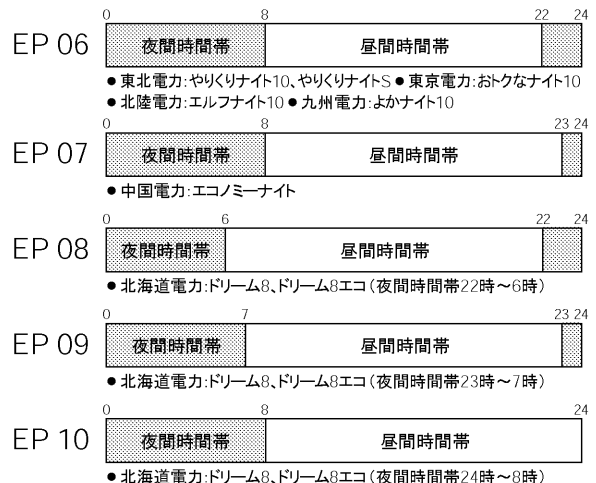 0 8 22 24
EP 06 夜間時間帯 昼間時間帯
●東北電力:やりくりナイト10、やりくりナイトS ●東京電力:おトクなナイト10
●北陸電力:エルフナイト10 ●九州電力:よかナイト10
0 8 23 24
EP 07 夜間時間帯 昼間時間帯
●中国電力:エコノミーナイト
0 6 22 24
EP 08 夜間時間帯 昼間時間帯
●北海道電力:ドリーム8、ドリーム8エコ(夜間時間帯22時～6時)
0 7 23 24
EP 09 夜間時間帯 昼間時間帯
●北海道電力:ドリーム8、ドリーム8エコ(夜間時間帯23時～7時)
0 8 24
EP 10 夜間時間帯 昼間時間帯
●北海道電力:ドリーム8、ドリーム8エコ(夜間時間帯24時～8時)